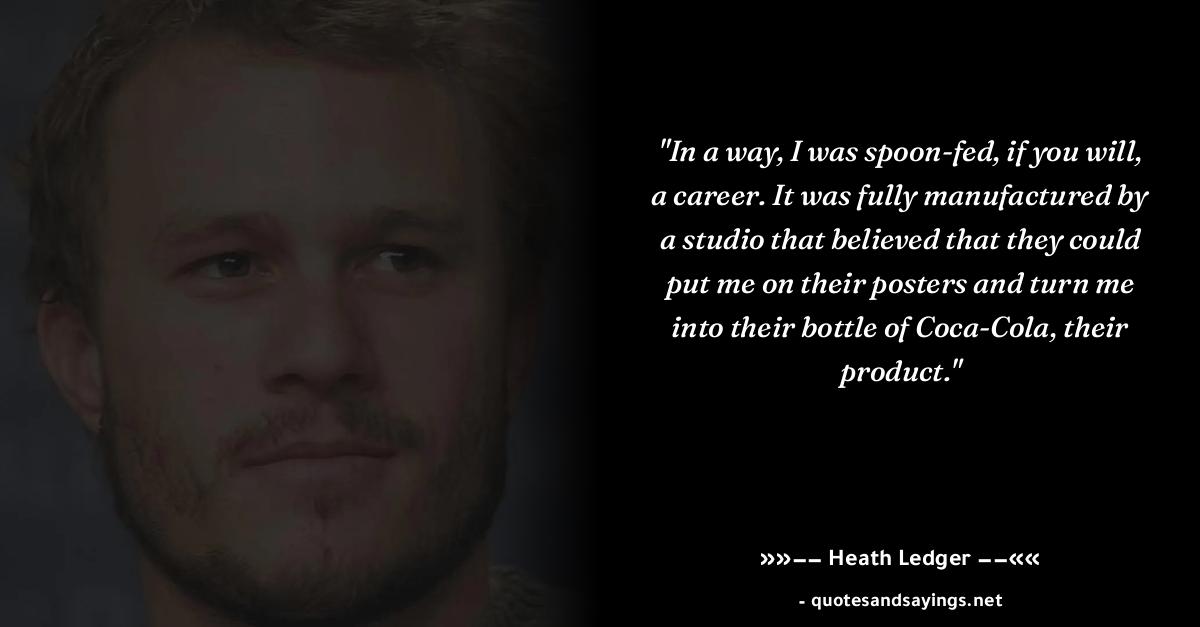 "In a way, I was spoon-fed, if you will,
a career. It was fully manufactured by
a studio that believed that they could
put me on their posters and turn me
into their bottle of Coca-Cola, their
product."
»»−− Heath Ledger −−««
- quotesandsayings.net